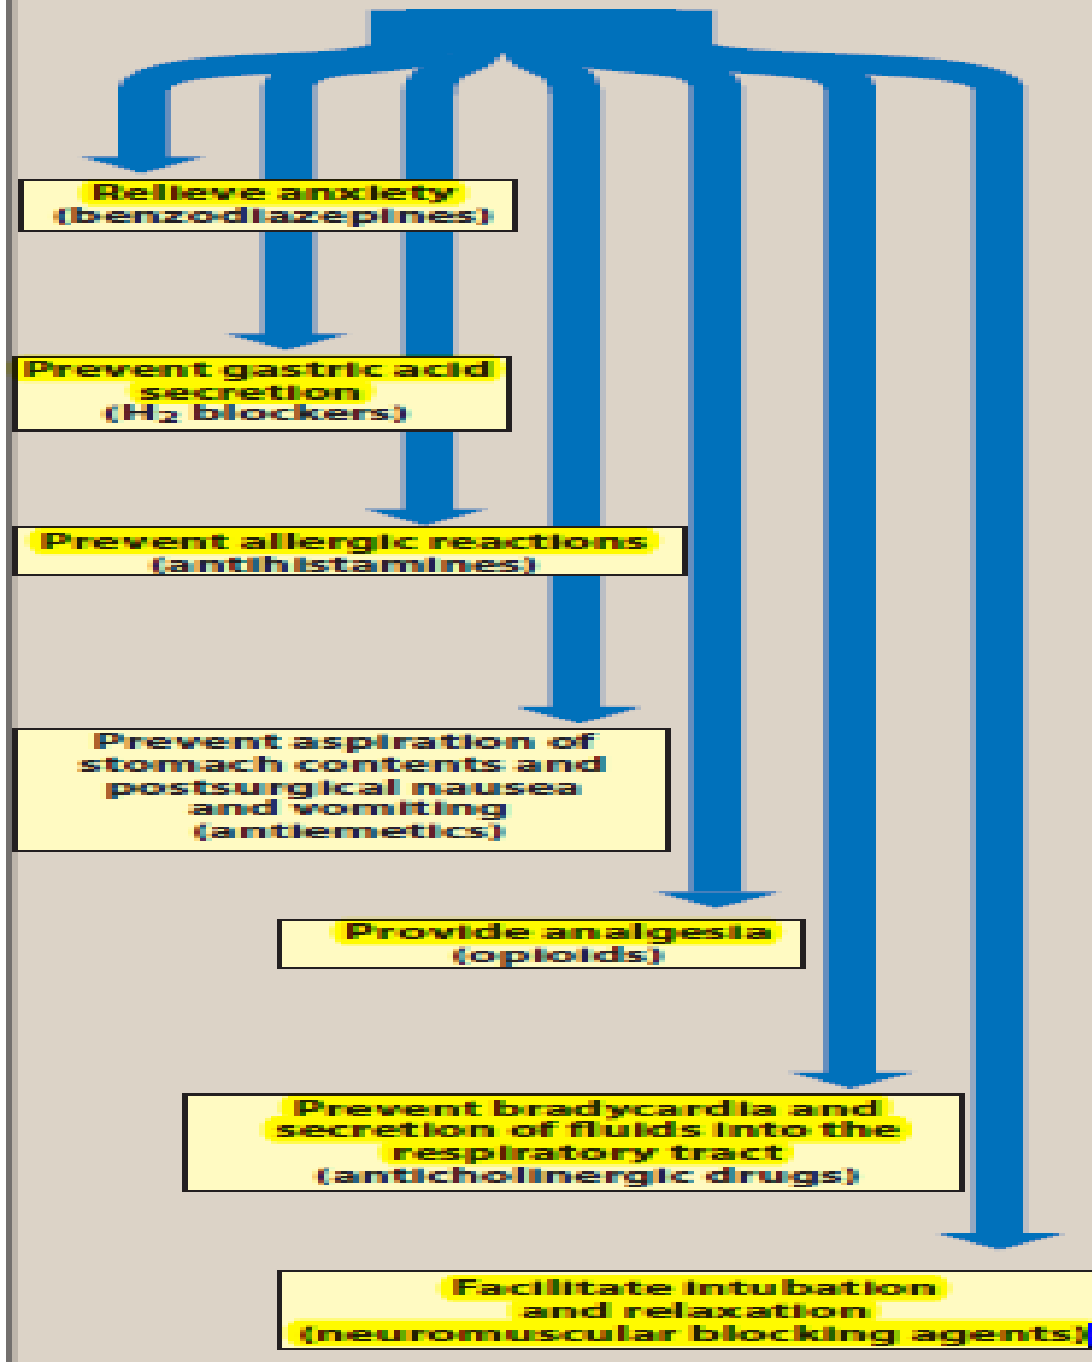 Relieve anxiety
(benzodiazepines)
Prevent gastric acid
secretion
(H₂ blockers)
Prevent allergic reactions
(antihistamines)
Prevent aspiration of
stomach contents and
postsurgical nausea
and vomiting
(antiemetics)
Provide analgesia
(opioids)
Prevent bradycardia and
secretion of fluids into the
respiratory tract
(anticholinergic drugs)
Facilitate intubation
and relaxation
(neuromuscular blocking agents)